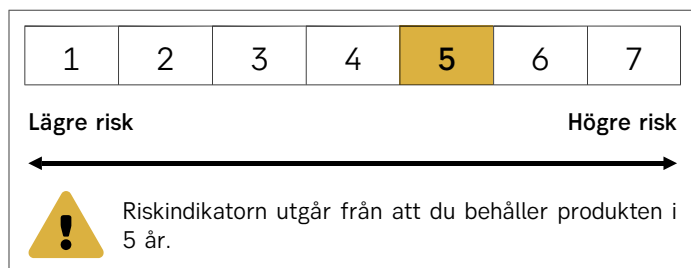 1 2 3 4 5 6 7
Lägre risk Högre risk
Riskindikatorn utgår från att du behåller produkten i
5 år.